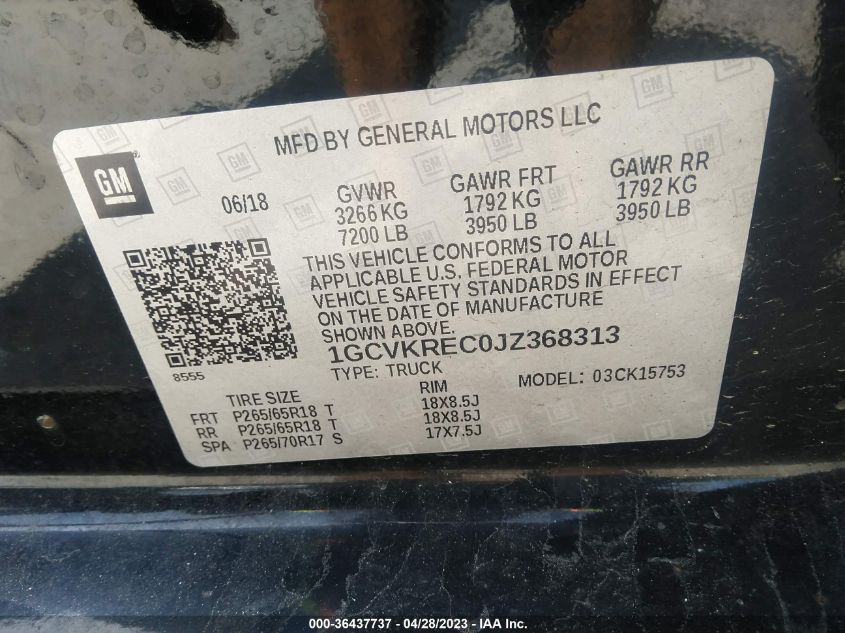 MFD BY GENERAL MOTORS LLC
GM
06/18
GVWR
3266 KG
7200 LB
GAWR FRT
1792 KG
3950 LB
GAWR RR
1792 KG
3950 LB
THIS VEHICLE CONFORMS TO ALL
APPLICABLE U.S. FEDERAL MOTOR
VEHICLE SAFETY STANDARDS IN EFFECT
ON THE DATE OF MANUFACTURE
SHOWN ABOVE.
1GCVKREC0JZ368313
8555
TYPE: TRUCK
MODEL: 03CK15753
TIRE SIZE RIM
FRT P265/65R18 T 18X8.5J
RR P265/65R18 T 18X8.5J
SPA P265/70R17 S 17X7.5J
000-36437737 - 04/28/2023 - IAA Inc.